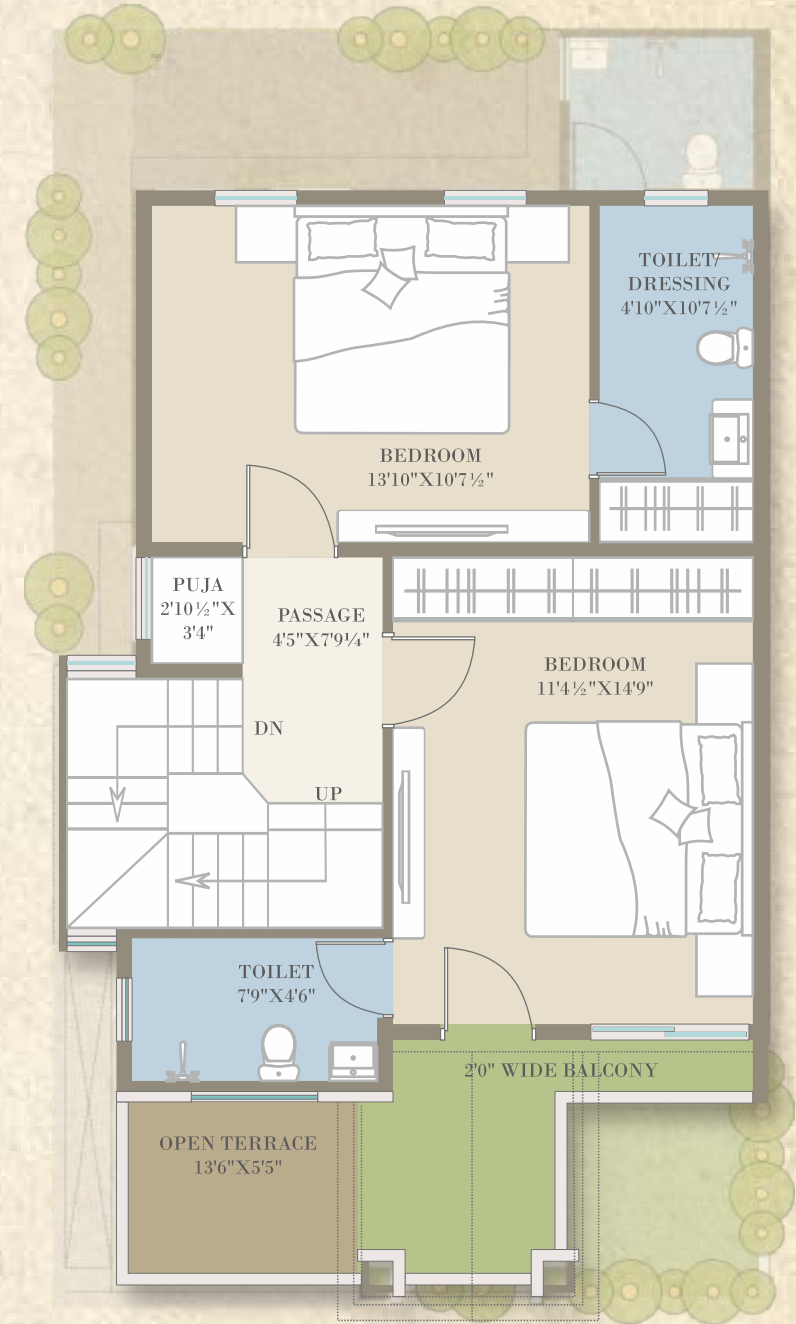 TOILET/
DRESSING
4'10"X10'7½"
BEDROOM
13'10"X10'7½"
PUJA
2'10½"X
3'4"
PASSAGE
4'5"X7'9¼"
BEDROOM
11'4½"X14'9"
DN
UP
TOILET
7'9"X4'6"
2'0" WIDE BALCONY
OPEN TERRACE
13'6"X5'5"